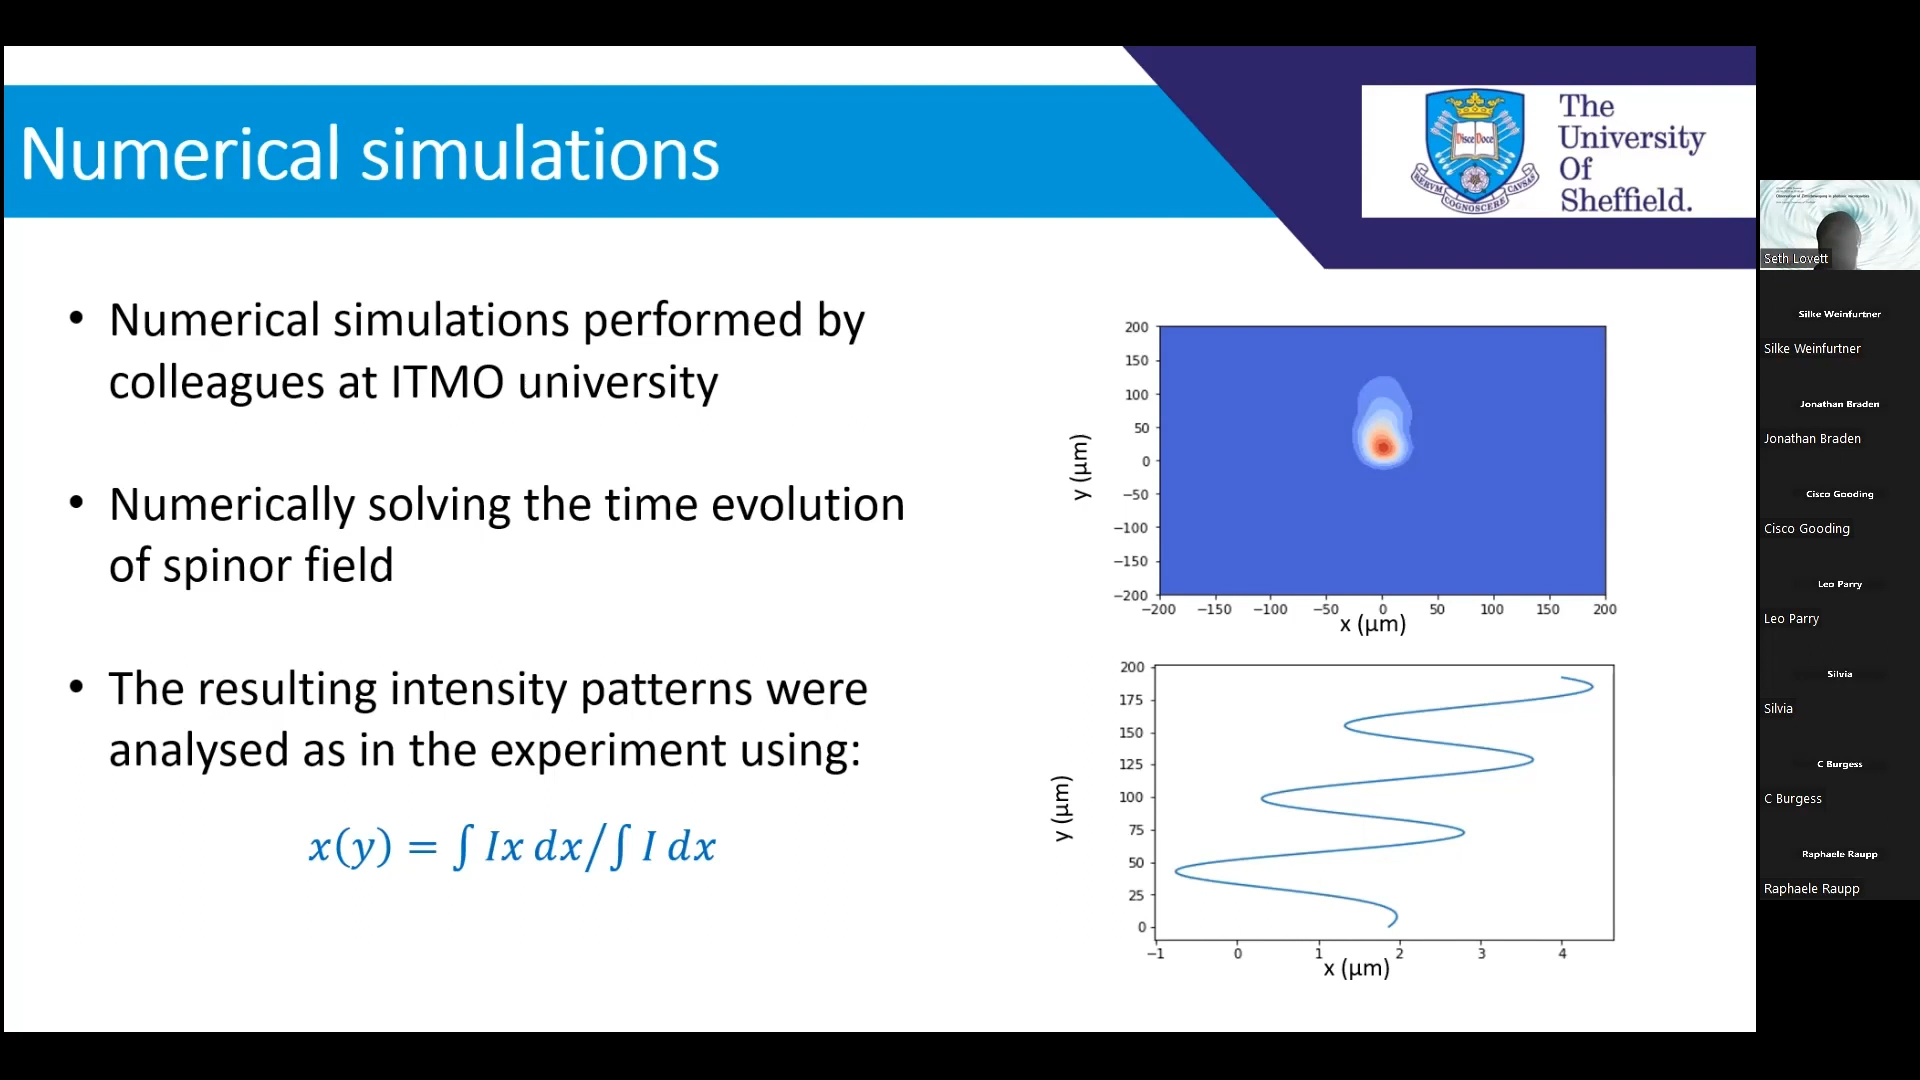 Numerical simulations
The
University
Of
Sheffield.
Disce Doce
RERVM
COGNOSCERE
CAVSAS
• Numerical simulations performed by
colleagues at ITMO university
• Numerically solving the time evolution
of spinor field
• The resulting intensity patterns were
analysed as in the experiment using:
x(y) = ∫ Ix dx/∫ I dx
200
150
100
50
0
−50
−100
−150
−200
y (μm)
−200 −150 −100 −50 0 50 100 150 200
x (μm)
200
175
150
125
100
75
50
25
0
y (μm)
−1 0 1 2 3 4
x (μm)
Seth Lovett
Silke Weinfurtner
Silke Weinfurtner
Jonathan Braden
Jonathan Braden
Cisco Gooding
Cisco Gooding
Leo Parry
Leo Parry
Silvia
Silvia
C Burgess
C Burgess
Raphaele Raupp
Raphaele Raupp